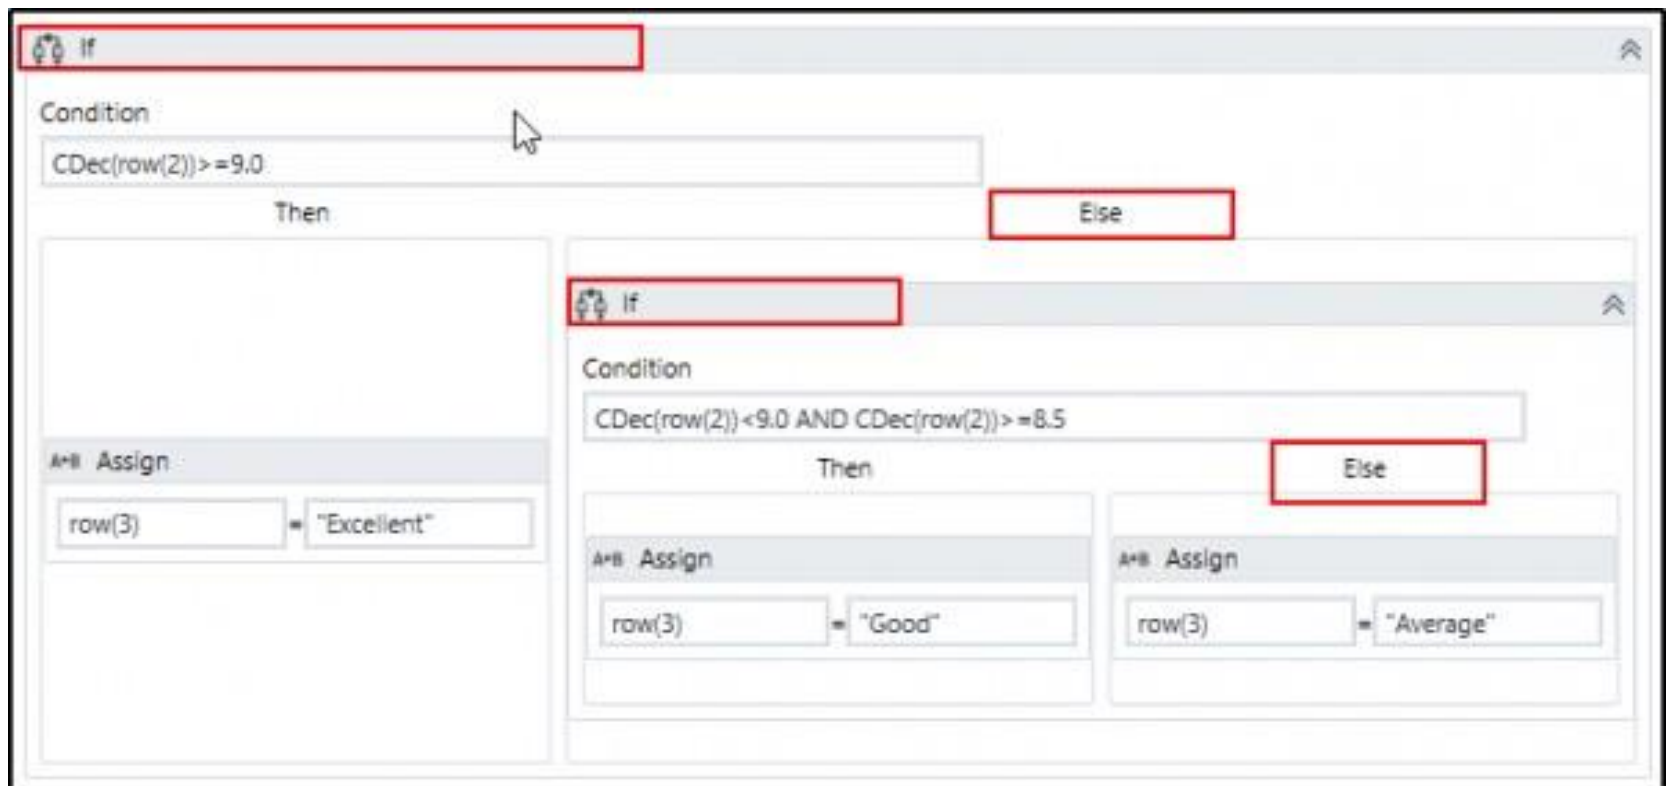 If
Condition
CDec(row(2))>=9.0
Then
Else
If
Condition
CDec(row(2))<9.0 AND CDec(row(2))>=8.5
Then
Else
A+B Assign
row(3) = "Excellent"
A+B Assign
row(3) = "Good"
A+B Assign
row(3) = "Average"